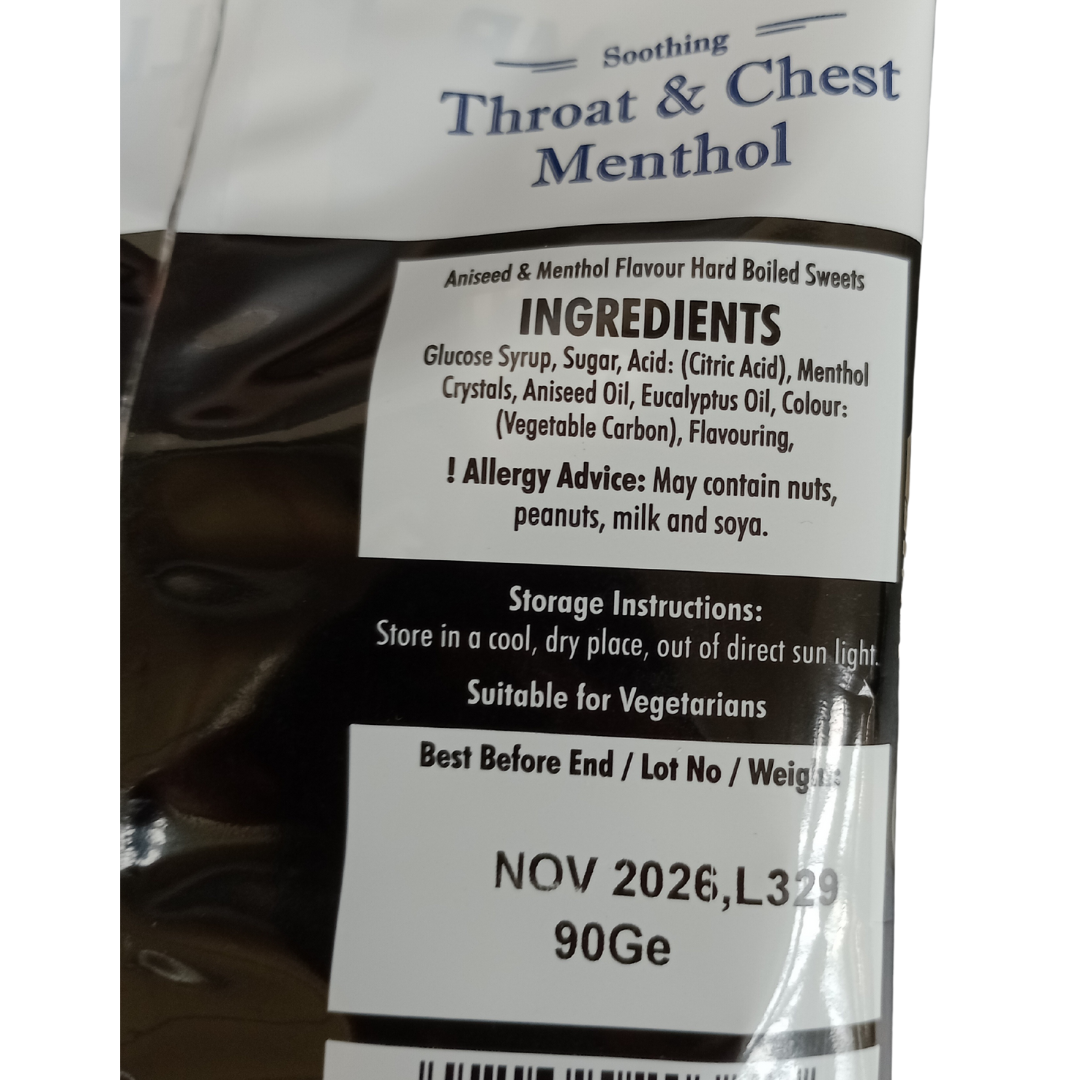 Soothing
Throat & Chest
Menthol
Aniseed & Menthol Flavour Hard Boiled Sweets
INGREDIENTS
Glucose Syrup, Sugar, Acid: (Citric Acid), Menthol
Crystals, Aniseed Oil, Eucalyptus Oil, Colour:
(Vegetable Carbon), Flavouring,
! Allergy Advice: May contain nuts,
peanuts, milk and soya.
Storage Instructions:
Store in a cool, dry place, out of direct sun light.
Suitable for Vegetarians
Best Before End / Lot No / Weight:
NOV 2026,L329
90Ge